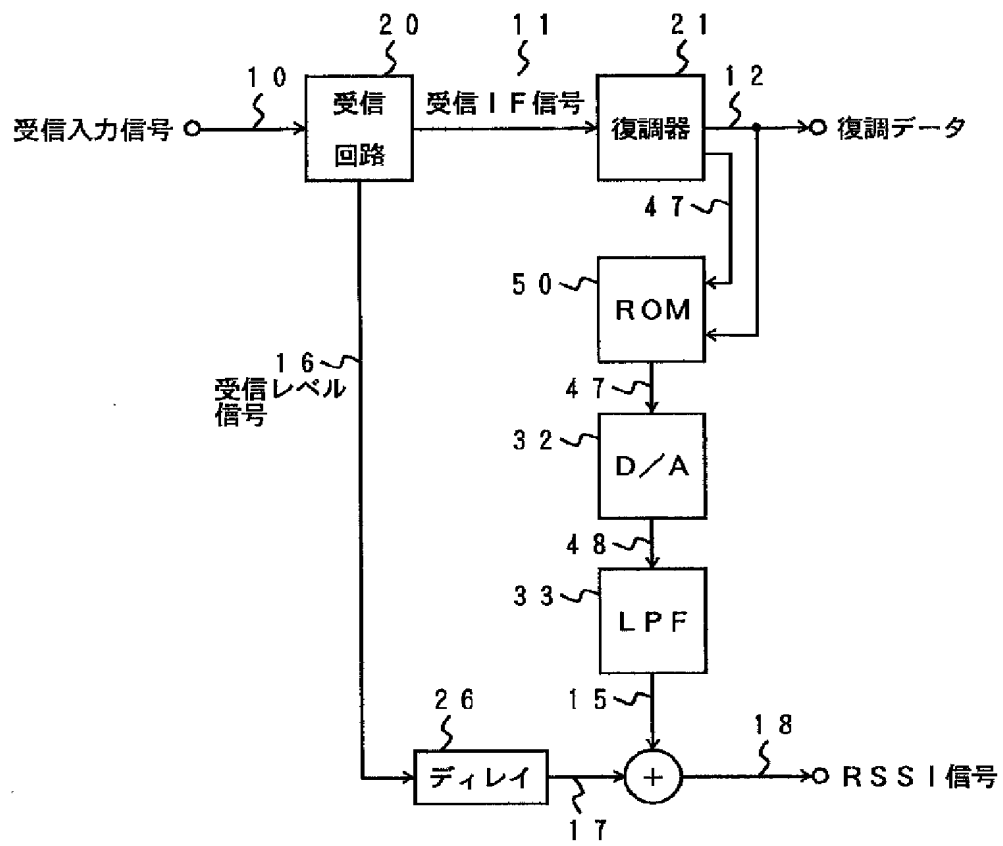 20
11
21
10
12
受信入力信号
受信
回路
受信IF信号
復調器
復調データ
47
50
ROM
16
受信レベル
信号
47
32
D/A
48
33
LPF
15
26
18
ディレイ
+
RSSI信号
17